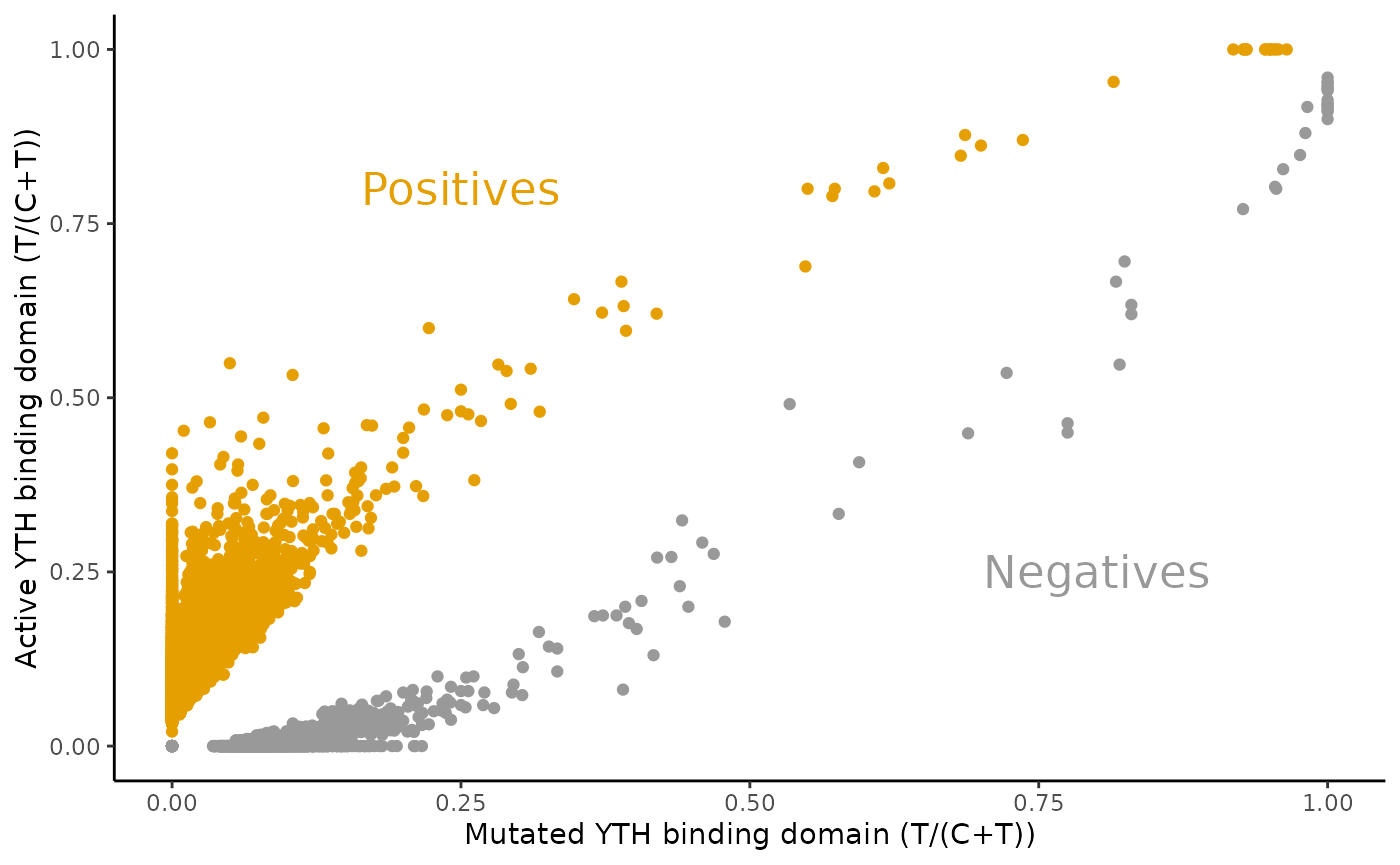 1.00
0.75
0.50
0.25
0.00
Active YTH binding domain (T/(C+T))
Positives
Negatives
0.00 0.25 0.50 0.75 1.00
Mutated YTH binding domain (T/(C+T))